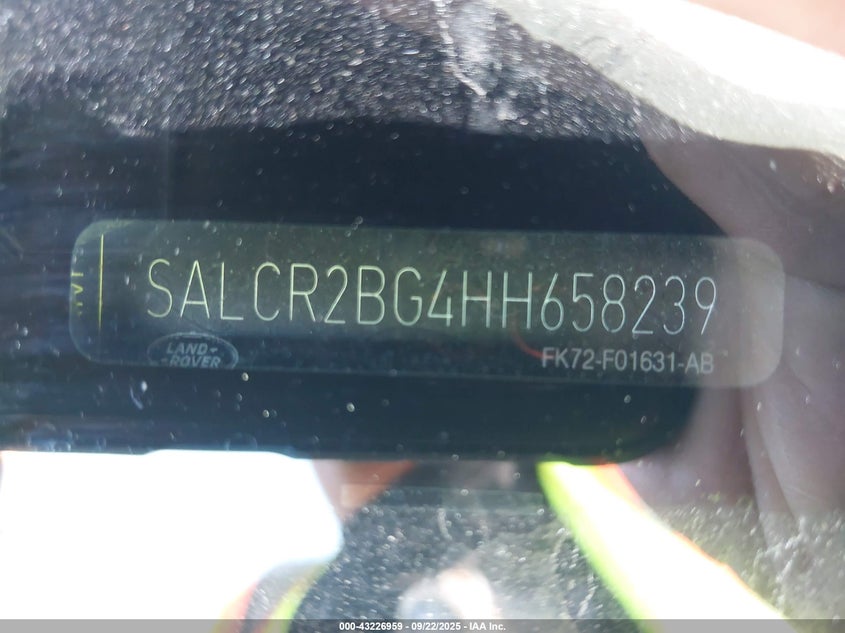 SALCR2BG4HH658239
LAND-
-ROVER
FK72-F01631-AB
000-43226959 - 09/22/2025 - IAA Inc.